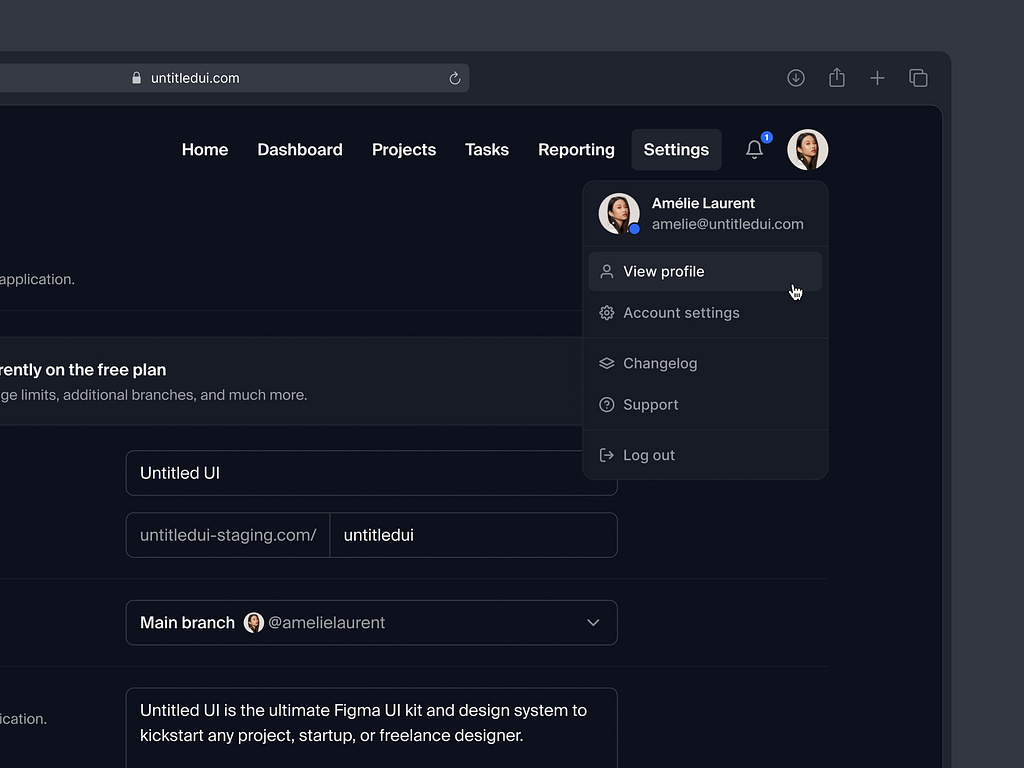 untitledui.com
Home Dashboard Projects Tasks Reporting Settings 1
Amélie Laurent
amelie@untitledui.com
View profile
Account settings
Changelog
Support
Log out
application.
on the free plan
limits, additional branches, and much more.
Untitled UI
untitledui-staging.com/ untitledui
Main branch @amelielaurent
Untitled UI is the ultimate Figma UI kit and design system to
kickstart any project, startup, or freelance designer.